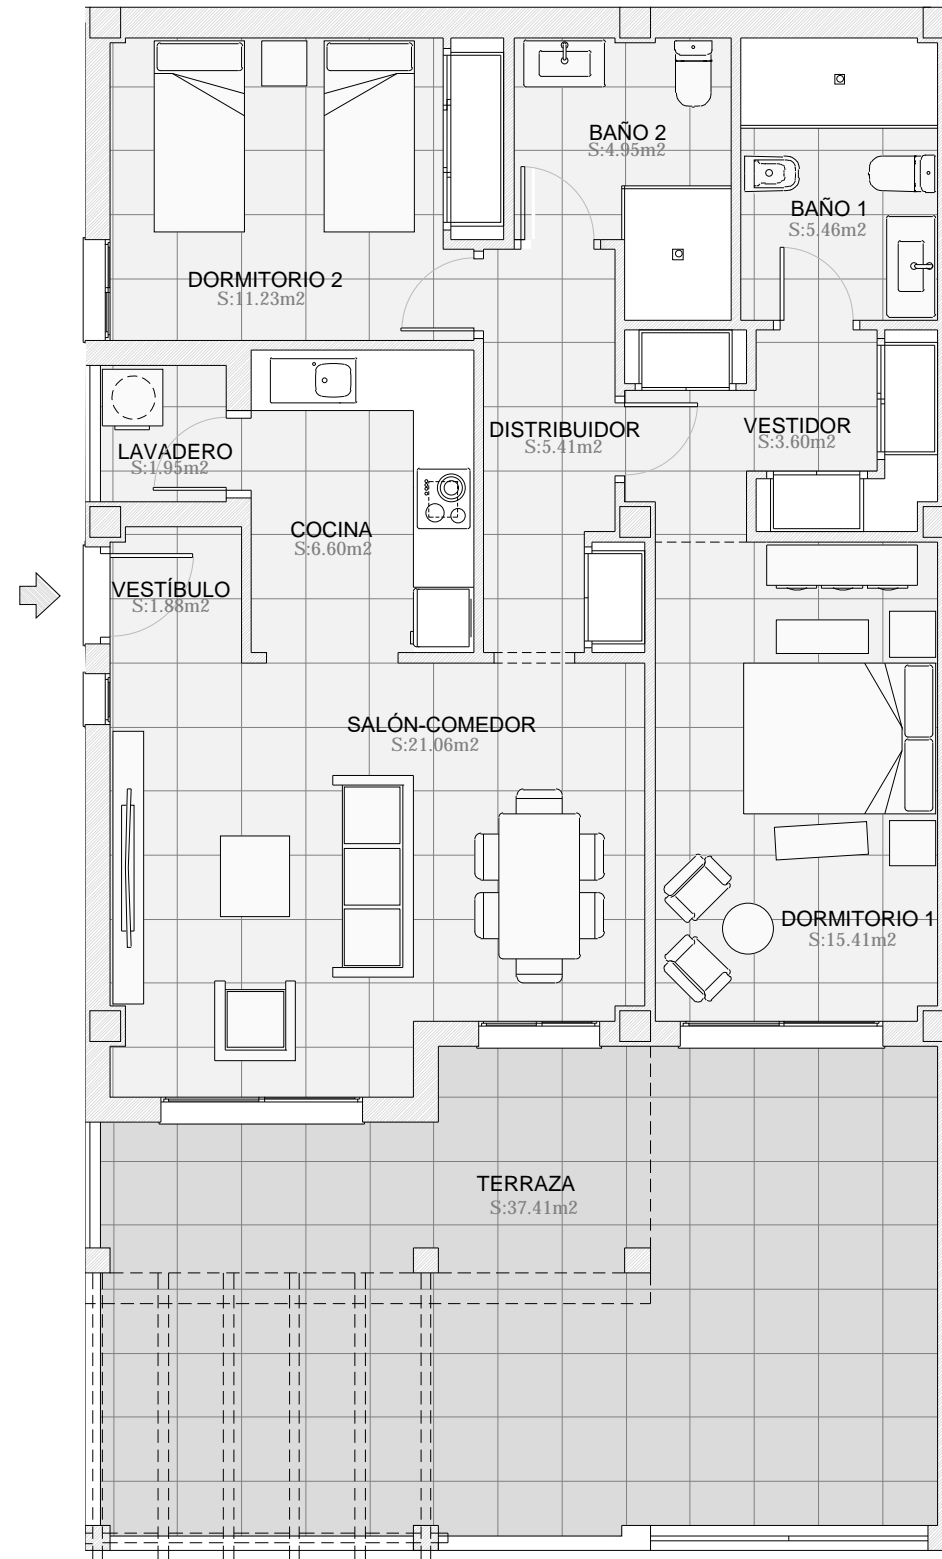 BAÑO 2
S:4.95m2
BAÑO 1
S:5.46m2
DORMITORIO 2
S:11.23m2
DISTRIBUIDOR
S:5.41m2
VESTIDOR
S:3.60m2
LAVADERO
S:1.95m2
COCINA
S:6.60m2
VESTÍBULO
S:1.88m2
SALÓN-COMEDOR
S:21.06m2
DORMITORIO 1
S:15.41m2
TERRAZA
S:37.41m2